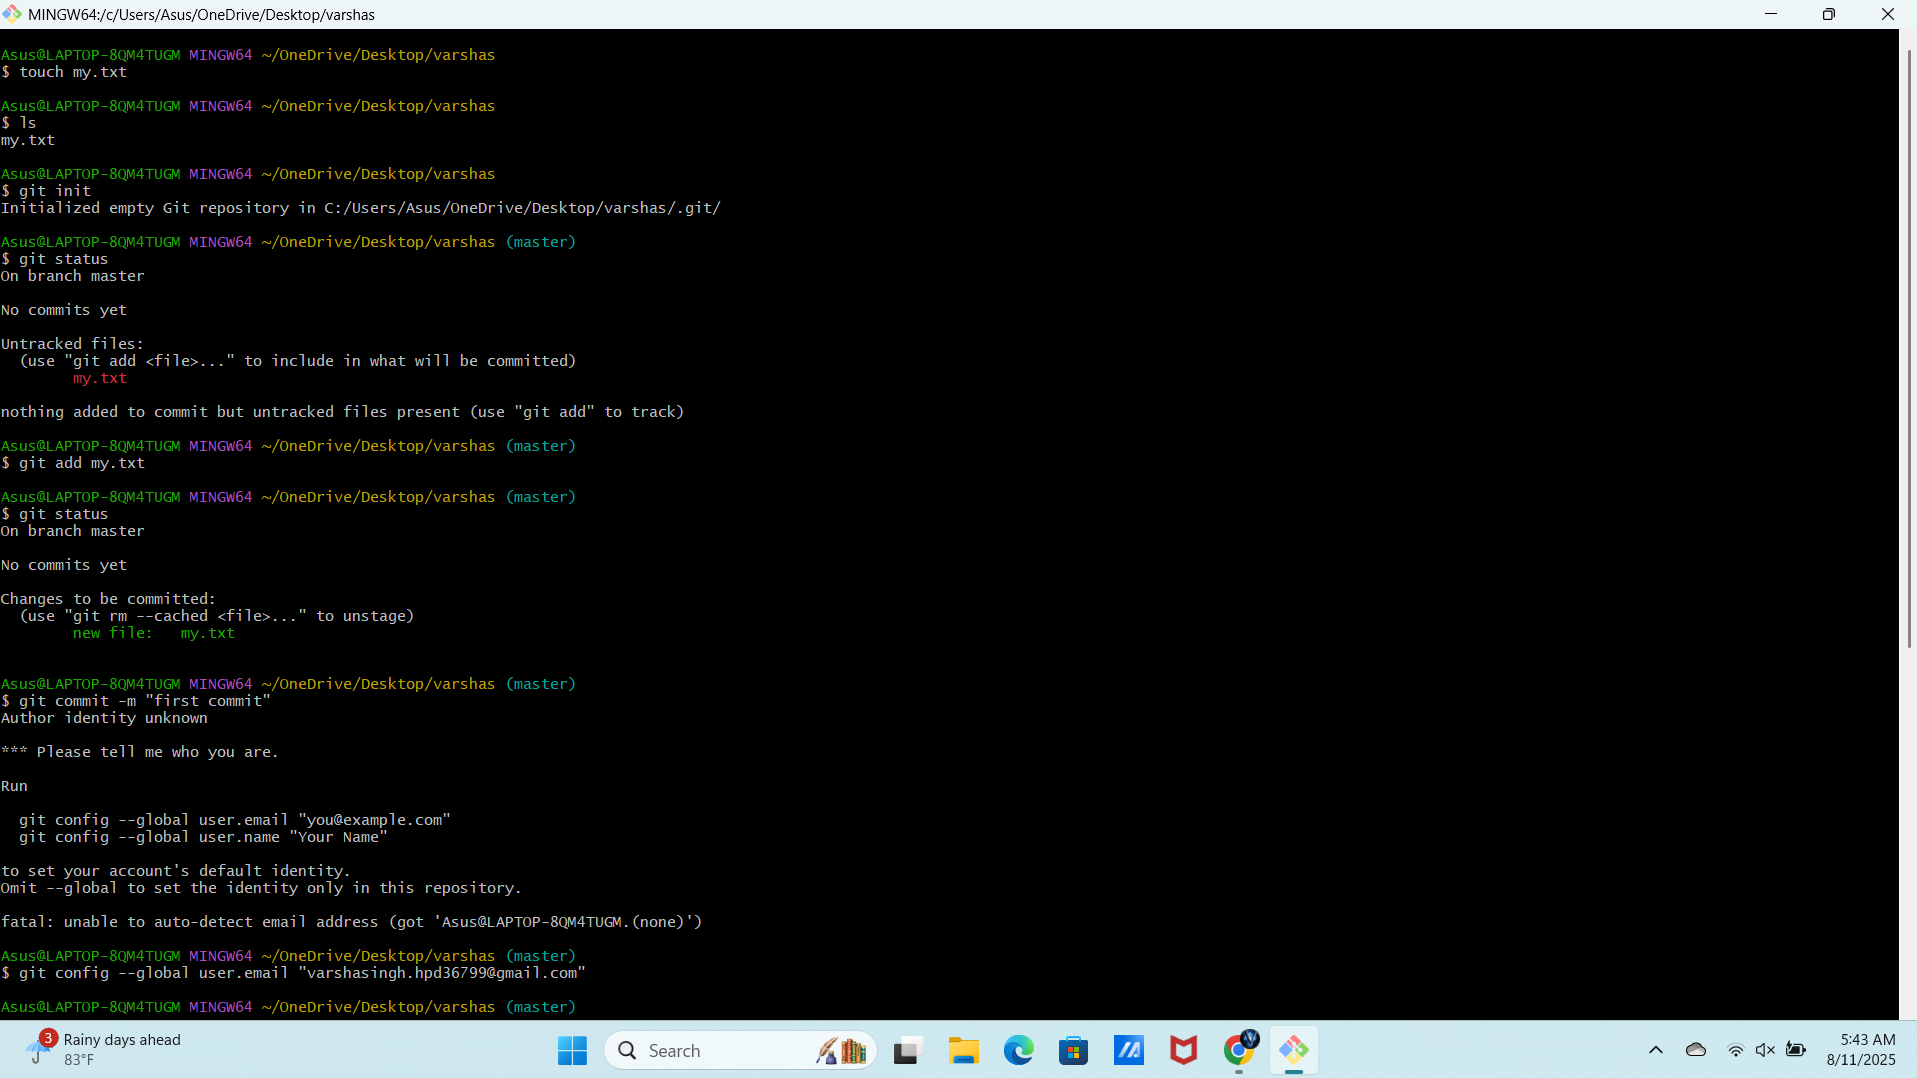 MINGW64:/c/Users/Asus/OneDrive/Desktop/varshas
Asus@LAPTOP-8QM4TUGM MINGW64 ~/OneDrive/Desktop/varshas
$ touch my.txt
Asus@LAPTOP-8QM4TUGM MINGW64 ~/OneDrive/Desktop/varshas
$ ls
my.txt
Asus@LAPTOP-8QM4TUGM MINGW64 ~/OneDrive/Desktop/varshas
$ git init
Initialized empty Git repository in C:/Users/Asus/OneDrive/Desktop/varshas/.git/
Asus@LAPTOP-8QM4TUGM MINGW64 ~/OneDrive/Desktop/varshas (master)
$ git status
On branch master
No commits yet
Untracked files:
  (use "git add <file>..." to include in what will be committed)
        my.txt
nothing added to commit but untracked files present (use "git add" to track)
Asus@LAPTOP-8QM4TUGM MINGW64 ~/OneDrive/Desktop/varshas (master)
$ git add my.txt
Asus@LAPTOP-8QM4TUGM MINGW64 ~/OneDrive/Desktop/varshas (master)
$ git status
On branch master
No commits yet
Changes to be committed:
  (use "git rm --cached <file>..." to unstage)
        new file:   my.txt
Asus@LAPTOP-8QM4TUGM MINGW64 ~/OneDrive/Desktop/varshas (master)
$ git commit -m "first commit"
Author identity unknown
*** Please tell me who you are.
Run
  git config --global user.email "you@example.com"
  git config --global user.name "Your Name"
to set your account's default identity.
Omit --global to set the identity only in this repository.
fatal: unable to auto-detect email address (got 'Asus@LAPTOP-8QM4TUGM.(none)')
Asus@LAPTOP-8QM4TUGM MINGW64 ~/OneDrive/Desktop/varshas (master)
$ git config --global user.email "varshasingh.hpd36799@gmail.com"
Asus@LAPTOP-8QM4TUGM MINGW64 ~/OneDrive/Desktop/varshas (master)
3
Rainy days ahead
83°F
Search
5:43 AM
8/11/2025